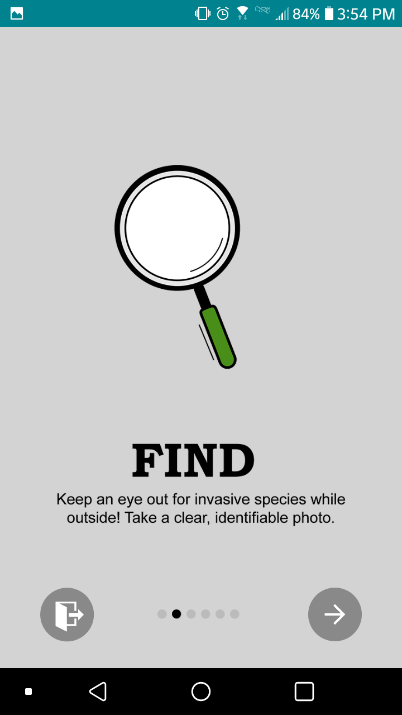 84% 3:54 PM
FIND
Keep an eye out for invasive species while
outside! Take a clear, identifiable photo.